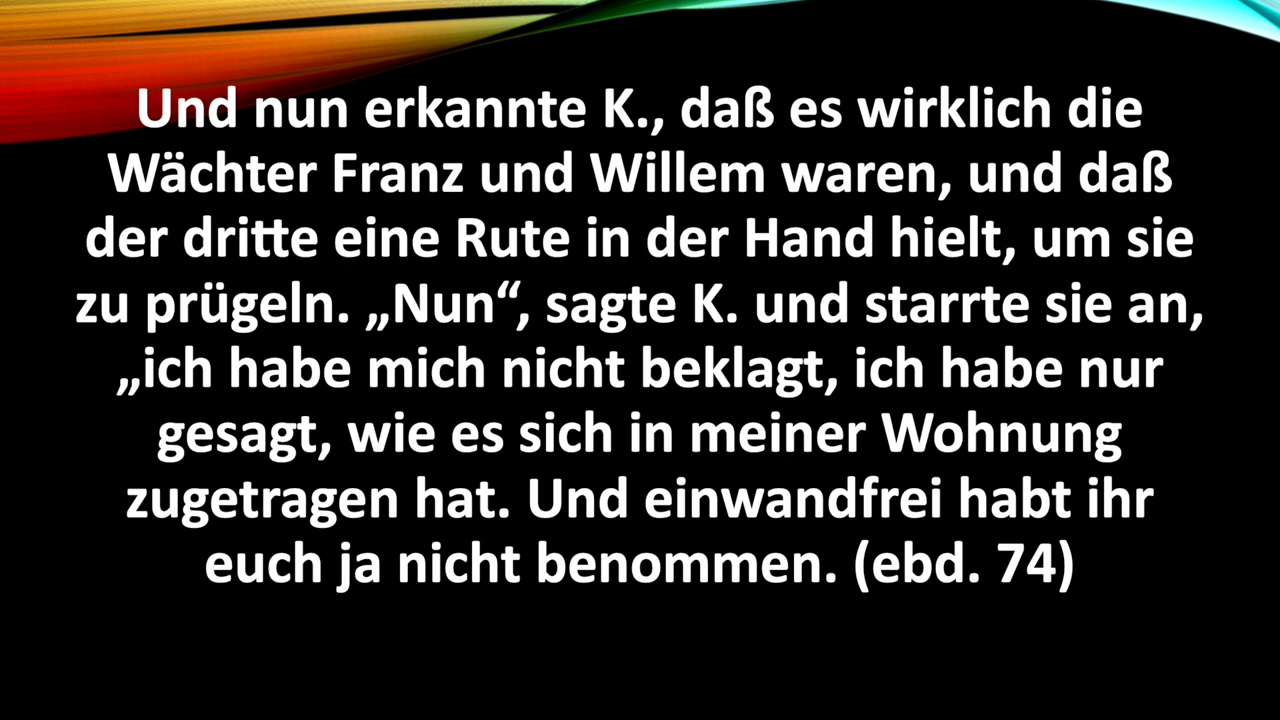 Und nun erkannte K., daß es wirklich die
Wächter Franz und Willem waren, und daß
der dritte eine Rute in der Hand hielt, um sie
zu prügeln. „Nun“, sagte K. und starrte sie an,
„ich habe mich nicht beklagt, ich habe nur
gesagt, wie es sich in meiner Wohnung
zugetragen hat. Und einwandfrei habt ihr
euch ja nicht benommen. (ebd. 74)